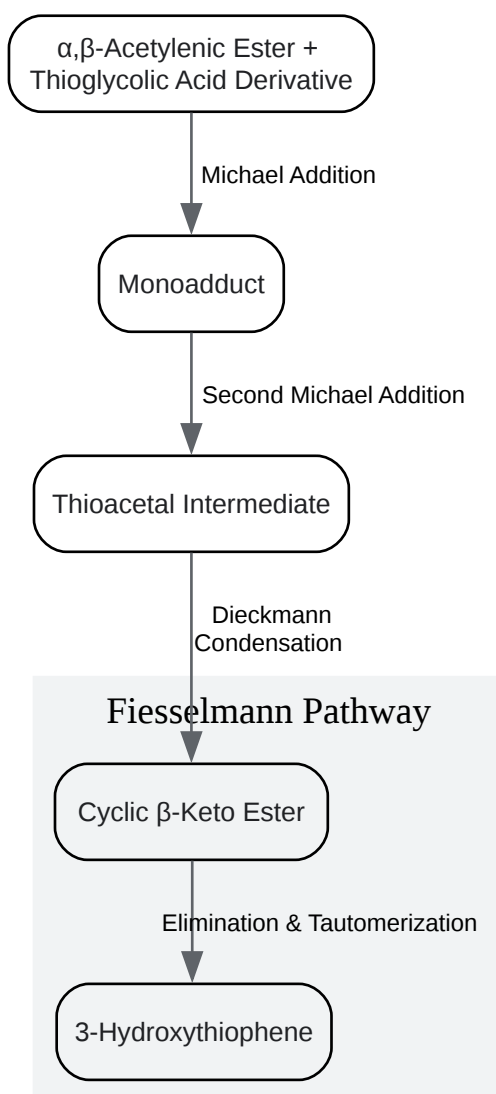 α,β-Acetylenic Ester +
Thioglycolic Acid Derivative
Michael Addition
Monoadduct
Second Michael Addition
Thioacetal Intermediate
Dieckmann
Condensation
Fiesselmann Pathway
Cyclic β-Keto Ester
Elimination & Tautomerization
3-Hydroxythiophene